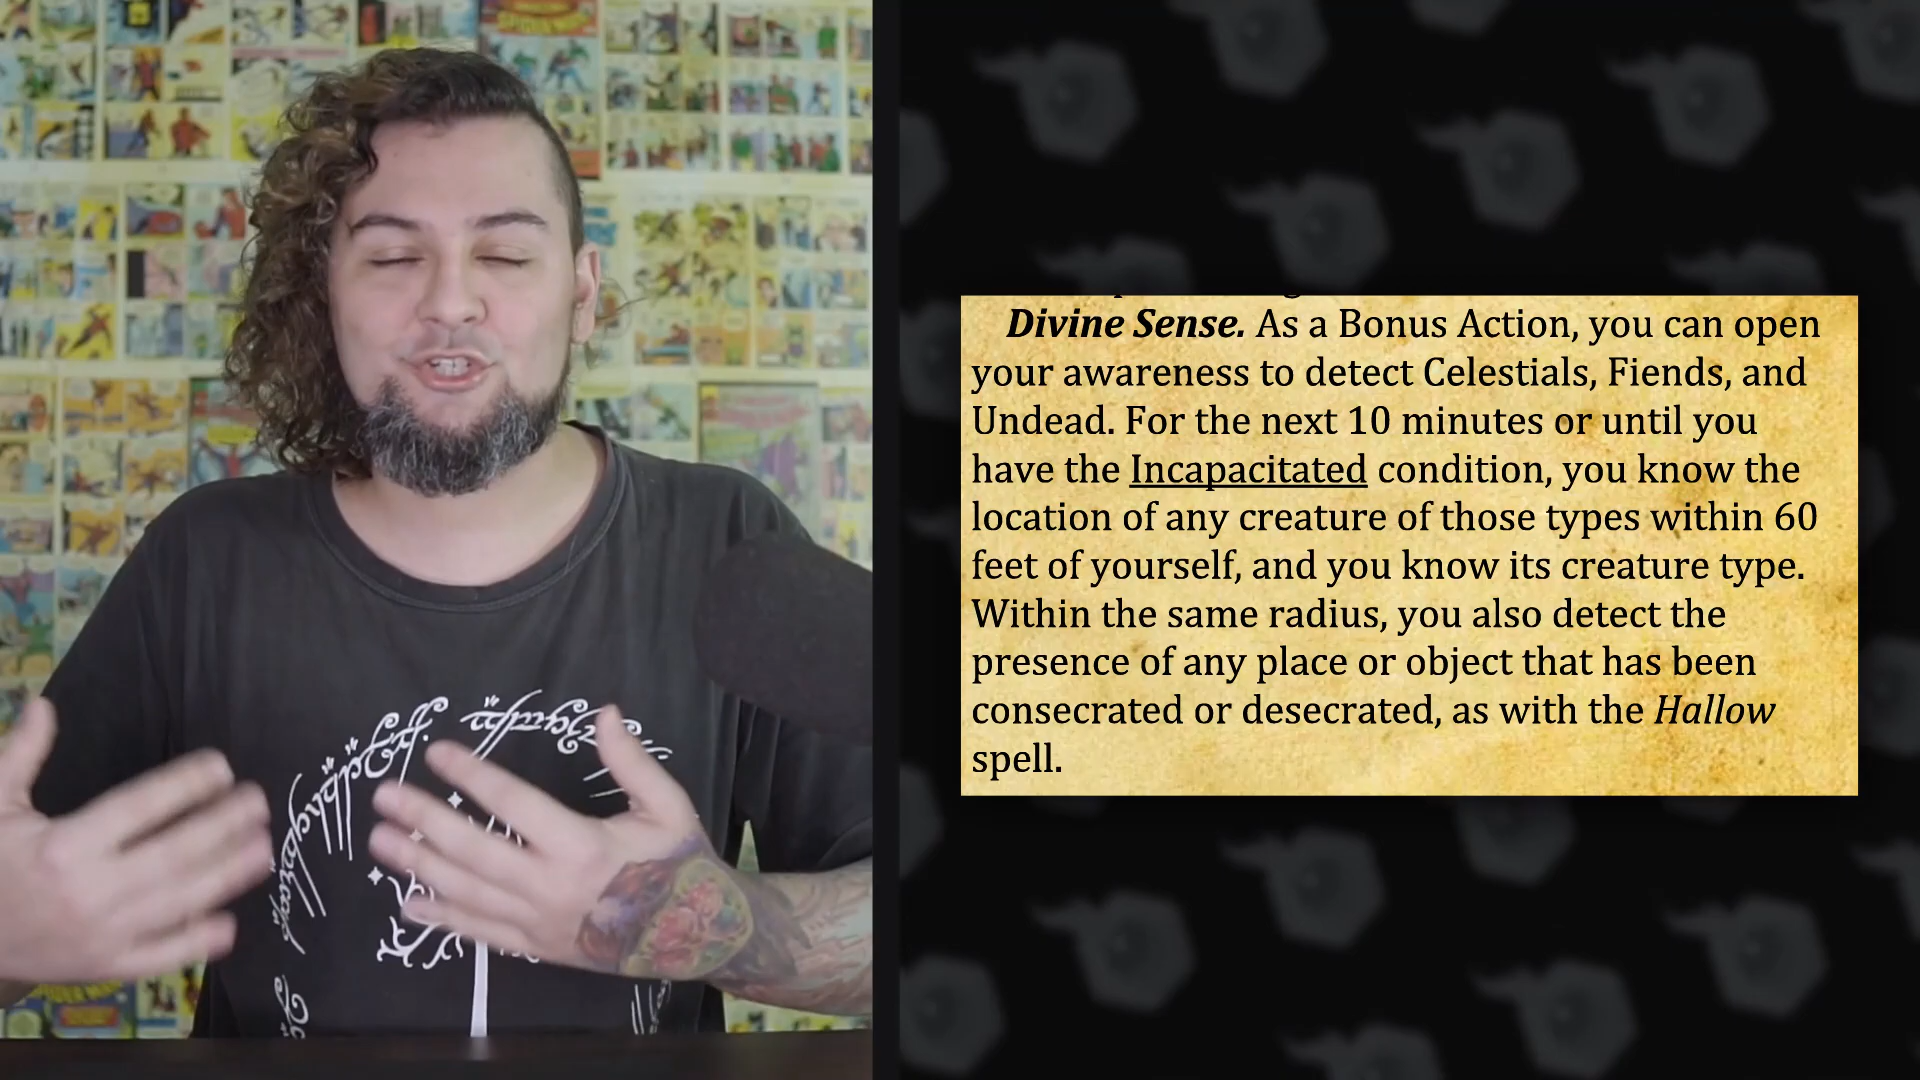 Divine Sense. As a Bonus Action, you can open
your awareness to detect Celestials, Fiends, and
Undead. For the next 10 minutes or until you
have the Incapacitated condition, you know the
location of any creature of those types within 60
feet of yourself, and you know its creature type.
Within the same radius, you also detect the
presence of any place or object that has been
consecrated or desecrated, as with the Hallow
spell.